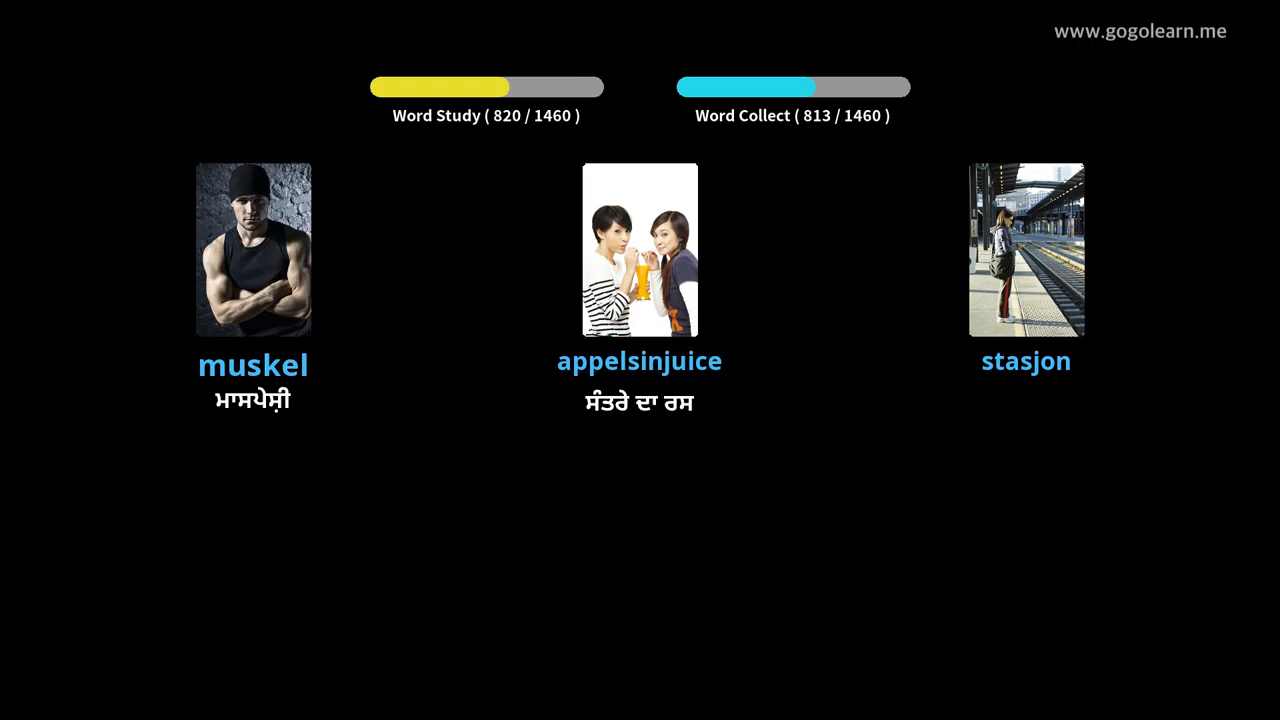 www.gogolearn.me
Word Study ( 820 / 1460 )
Word Collect ( 813 / 1460 )
muskel
ਮਾਸਪੇਸ਼ੀ
appelsinjuice
ਸੰਤਰੇ ਦਾ ਰਸ
stasjon